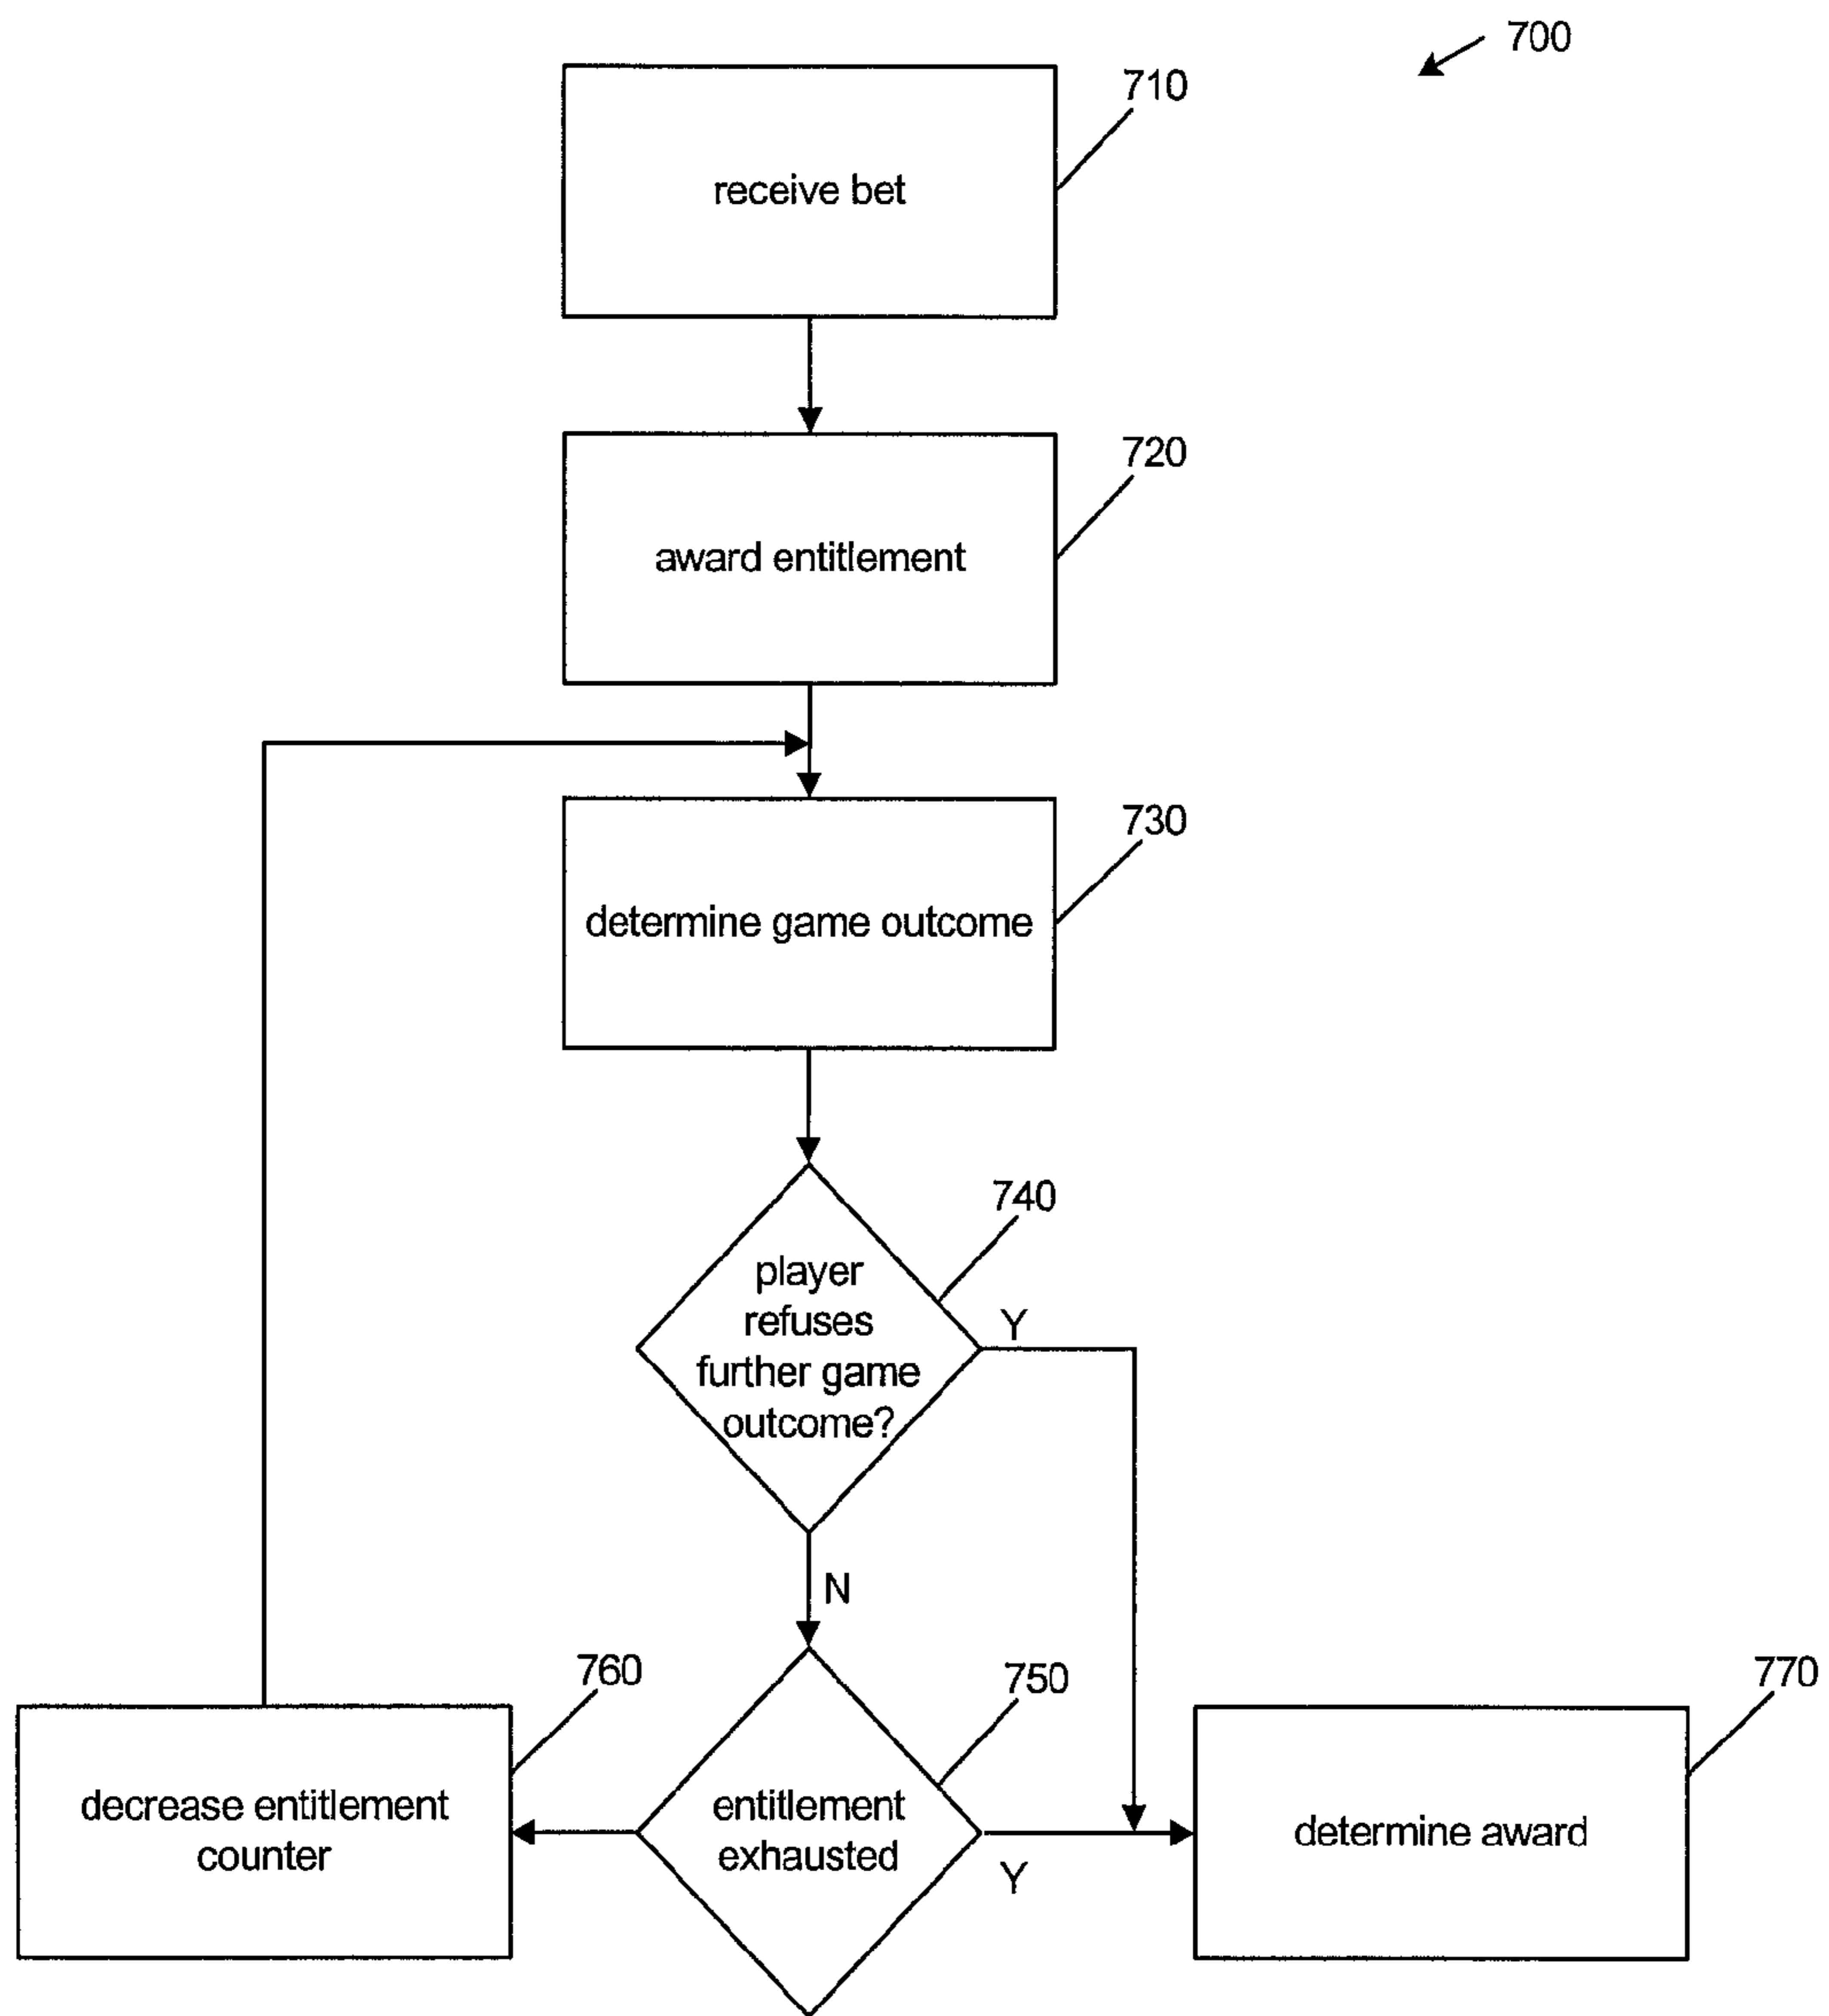 700
710
receive bet
720
award entitlement
730
determine game outcome
740
player
refuses
further game
outcome?
Y
N
760
750
770
decrease entitlement
counter
entitlement
exhausted
Y
determine award